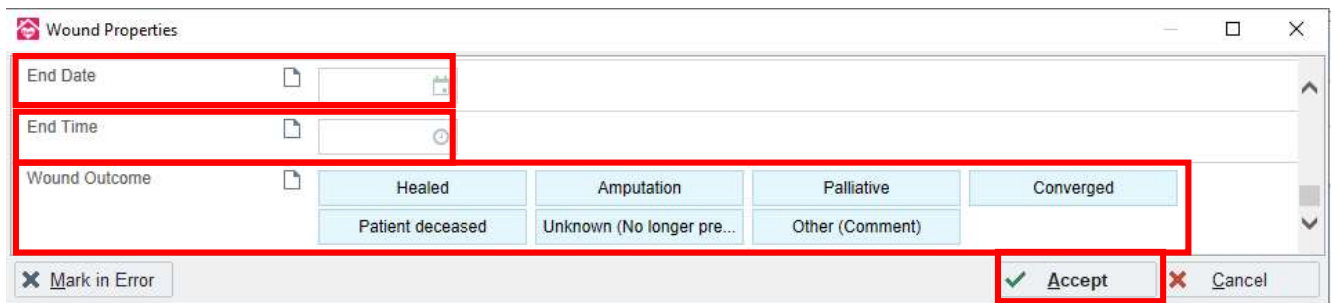 Wound Properties
End Date
End Time
Wound Outcome
Healed Amputation Palliative Converged
Patient deceased Unknown (No longer pre... Other (Comment)
Mark in Error Accept Cancel